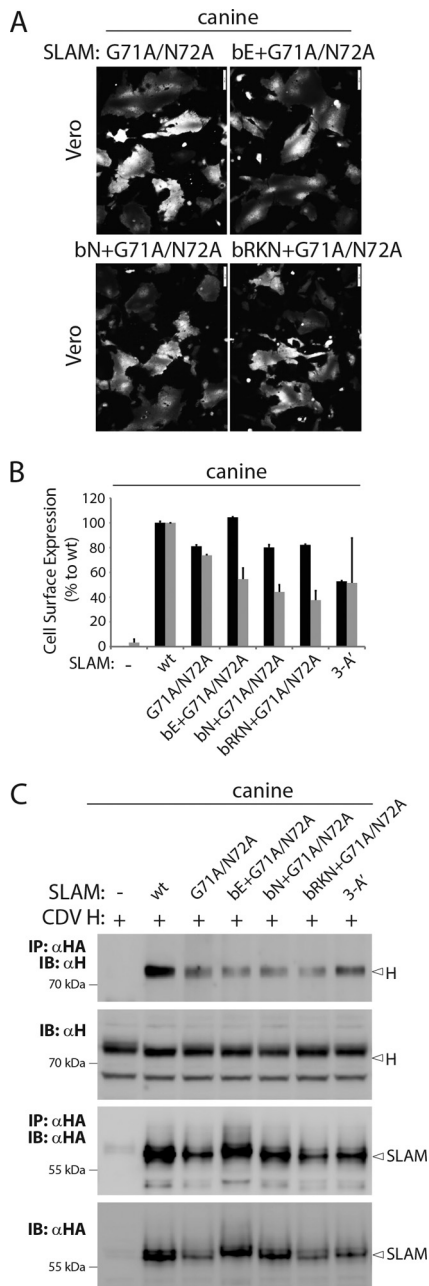 A
canine
SLAM: G71A/N72A bE+G71A/N72A
Vero
bN+G71A/N72A bRKN+G71A/N72A
Vero
B
canine
Cell Surface Expression
(% to wt)
120
100
80
60
40
20
0
SLAM: - wt G71A/N72A bE+G71A/N72A bN+G71A/N72A bRKN+G71A/N72A 3-A'
C
canine
SLAM: - wt G71A/N72A bE+G71A/N72A bN+G71A/N72A bRKN+G71A/N72A 3-A'
CDV H: + + + + + + +
IP: αHA
IB: αH
70 kDa
H
IB: αH
70 kDa
H
IP: αHA
IB: αHA
55 kDa
SLAM
IB: αHA
55 kDa
SLAM